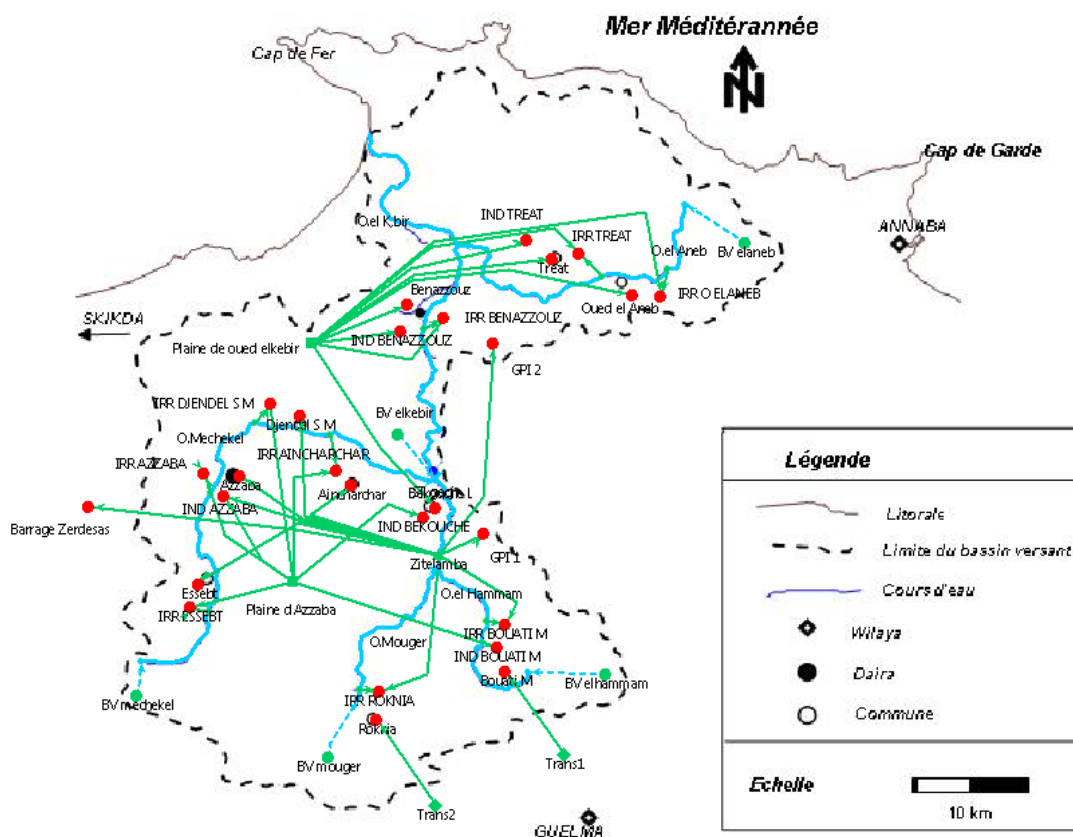 Mer Méditérannée
Cap de Fer
N
Cap de Garde
O.el K.bir
IND TREAT
IRR TREAT
O.el Aneb
BV elaneb
ANNABA
Treat
Benazzouz
Oued el Aneb
IRR O ELANEB
SKIKDA
IRR BENAZZOUZ
IND BENAZZOUZ
Plaine de oued elkebir
GPI 2
IRR DJENDEL S M
Djendel S M
BV elkebir
O.Mechekel
IRR AZZABA
IRR AINCHARCHAR
Azzaba
Aincharchar
IND AZZABA
Barrage Zerdesas
IND BEKOUCHE
GPI 1
Zitelamba
Essebt
Plaine d Azzaba
O.el Hammam
IRR ESSEBT
IRR BOUATI M
O.Mouger
IND BOUATI M
Bouati M
BV elhammam
BV mechekel
IRR ROKNIA
Roknia
BV mouger
Trans1
Trans2
GUELMA
Légende
Litorale
Limite du bassin versant
Cours d'eau
Wilaya
Daira
Commune
Echelle
10 km